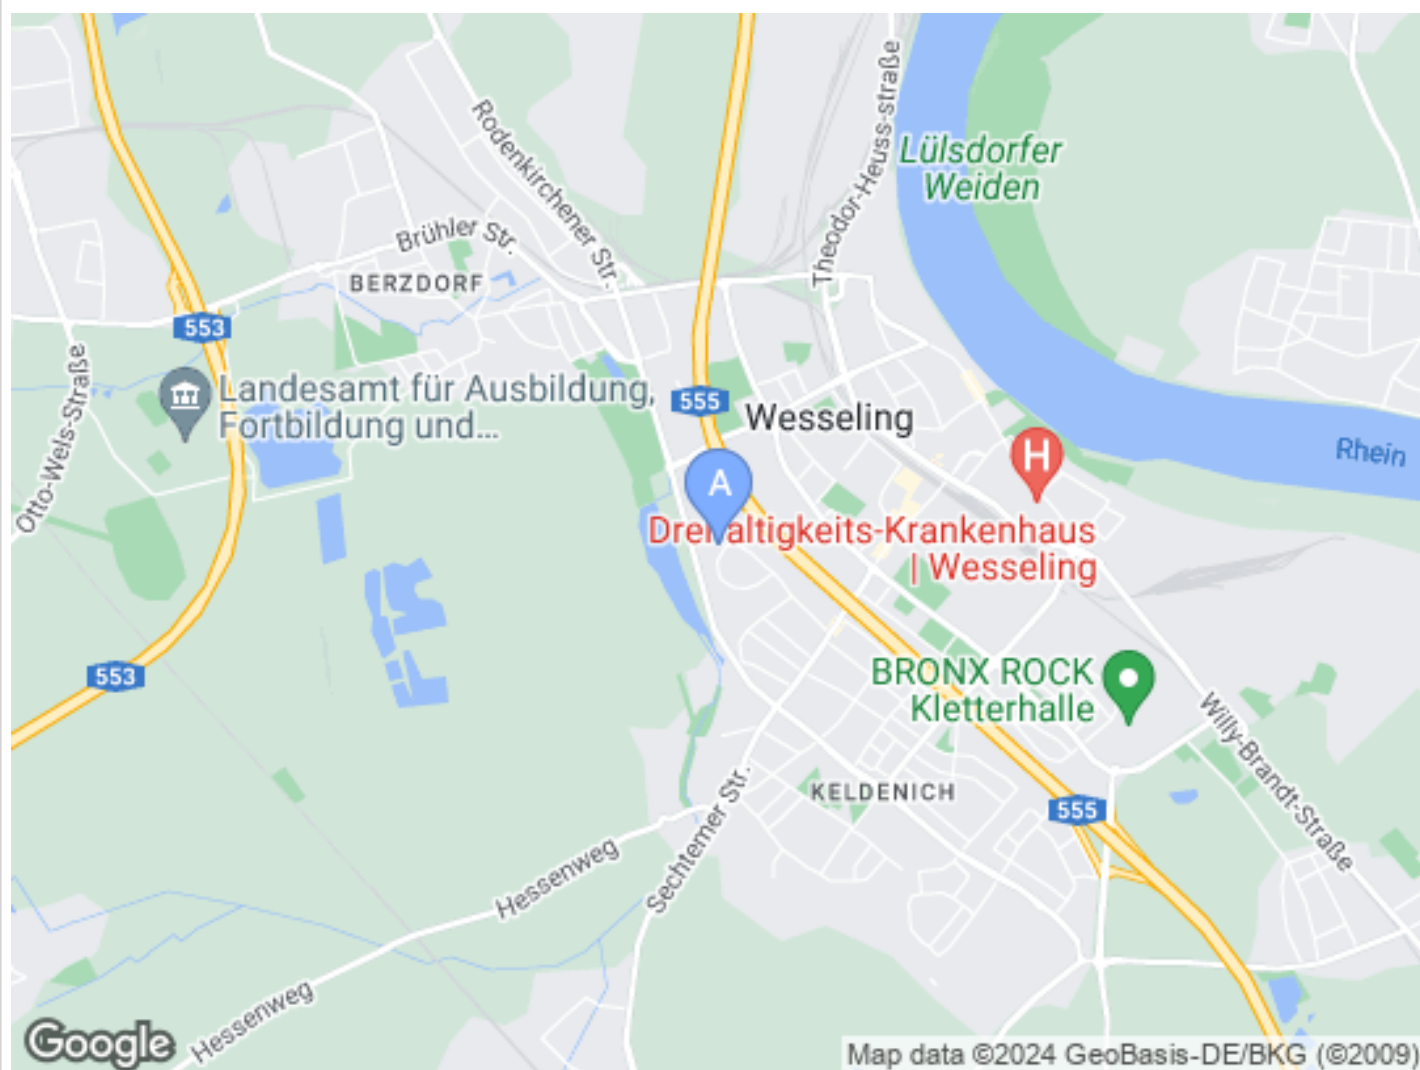 Rodenkirchener Str.
Theodor-Heuss-straße
Lülsdorfer
Weiden
Brühler Str.
BERZDORF
553
Otto-Wels-Straße
Landesamt für Ausbildung,
Fortbildung und...
555
Wesseling
H
Rhein
A
Dreifaltigkeits-Krankenhaus
| Wesseling
553
BRONX ROCK
Kletterhalle
Willy-Brandt-Straße
KELDENICH
555
Sechtemer Str.
Hessenweg
Hessenweg
Google
Map data ©2024 GeoBasis-DE/BKG (©2009)